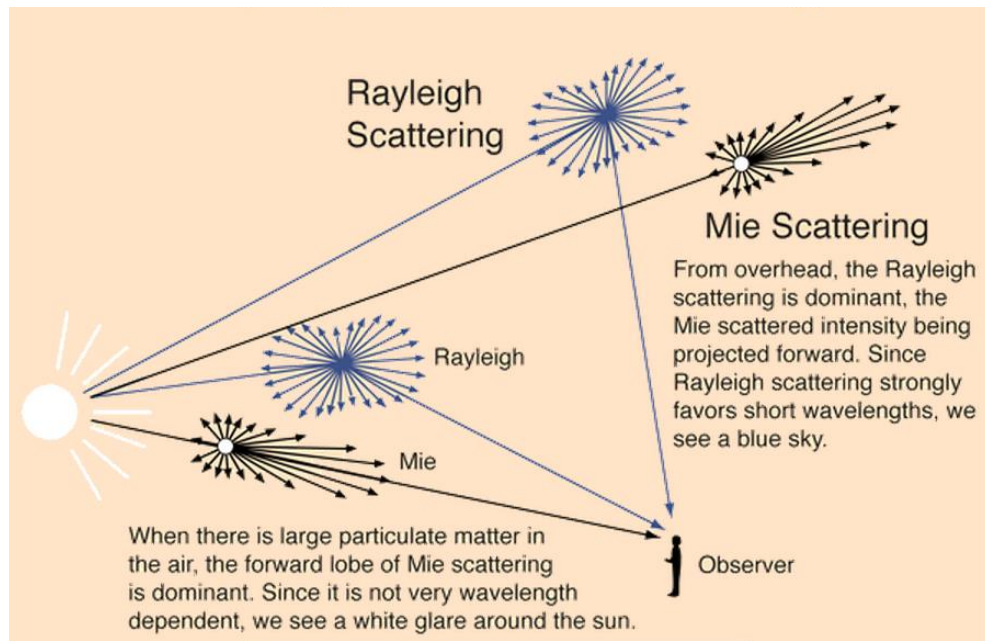 Rayleigh
Scattering
Mie Scattering
From overhead, the Rayleigh
scattering is dominant, the
Mie scattered intensity being
projected forward. Since
Rayleigh scattering strongly
favors short wavelengths, we
see a blue sky.
Rayleigh
Mie
When there is large particulate matter in
the air, the forward lobe of Mie scattering
is dominant. Since it is not very wavelength
dependent, we see a white glare around the sun.
Observer